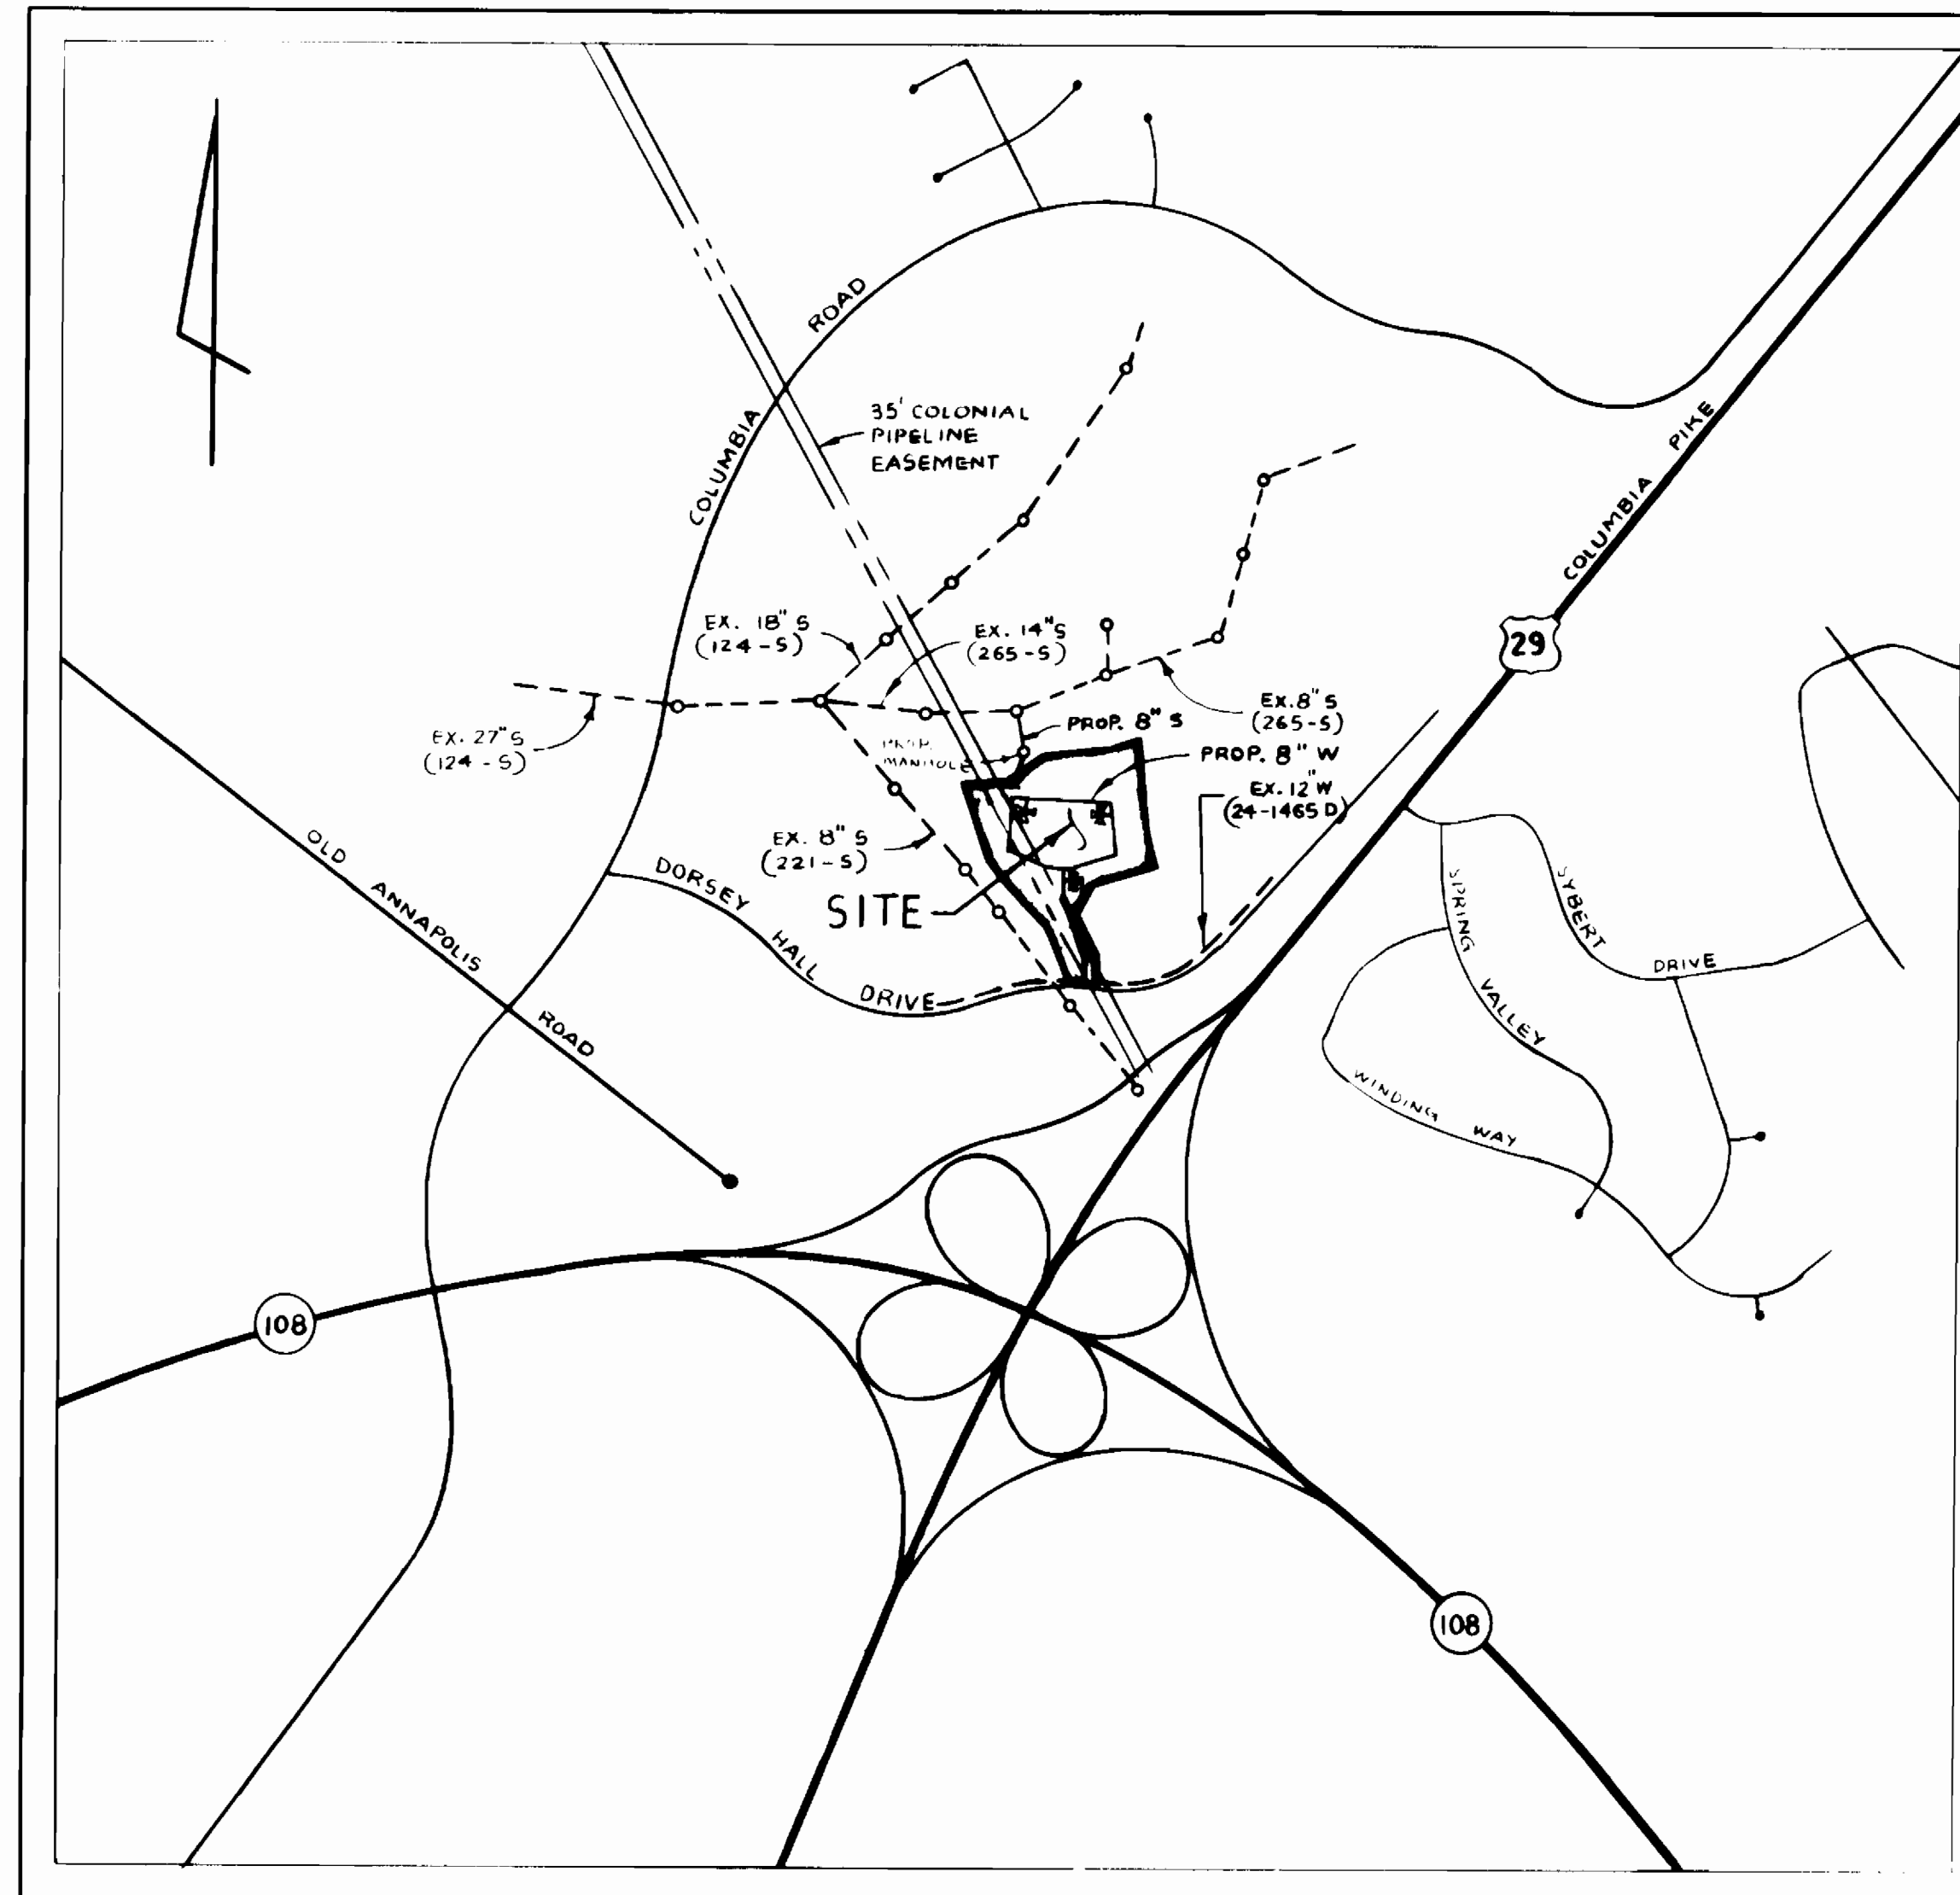 ROAD
COLUMBIA
35' COLONIAL
PIPELINE
EASEMENT
COLUMBIA PIKE
29
EX. 18" S
(124-S)
EX. 14" S
(265-S)
EX. 8" S
(265-S)
EX. 27" S
(124-S)
PROP. 8" S
PROP.
MANHOLE
PROP. 8" W
EX. 12" W
(24-1465 D)
EX. 8" S
(221-S)
SITE
OLD ANNAPOLIS ROAD
DORSEY HALL DRIVE
SPRING VALLEY
SYBERT DRIVE
WINDING WAY
108
108